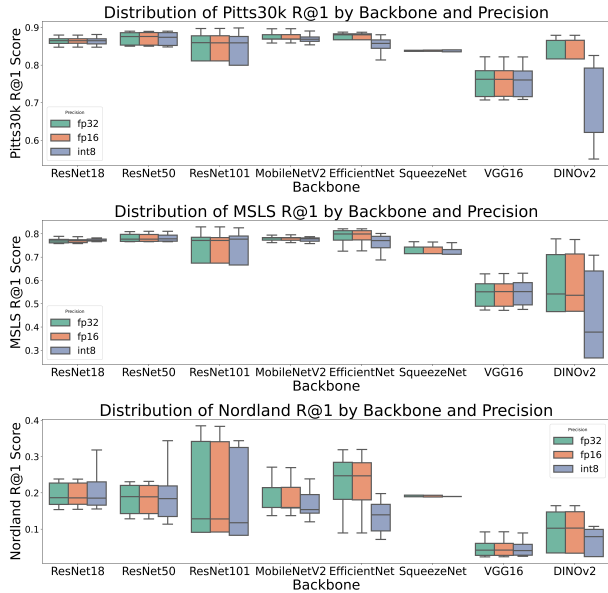 Distribution of Pitts30k R@1 by Backbone and Precision
Pitts30k R@1 Score
0.9
0.8
0.7
0.6
Precision
fp32
fp16
int8
ResNet18 ResNet50 ResNet101 MobileNetV2 EfficientNet SqueezeNet VGG16 DINOv2
Backbone
Distribution of MSLS R@1 by Backbone and Precision
MSLS R@1 Score
0.8
0.7
0.6
0.5
0.4
0.3
Precision
fp32
fp16
int8
ResNet18 ResNet50 ResNet101 MobileNetV2 EfficientNet SqueezeNet VGG16 DINOv2
Backbone
Distribution of Nordland R@1 by Backbone and Precision
Nordland R@1 Score
0.4
0.3
0.2
0.1
Precision
fp32
fp16
int8
ResNet18 ResNet50 ResNet101 MobileNetV2 EfficientNet SqueezeNet VGG16 DINOv2
Backbone